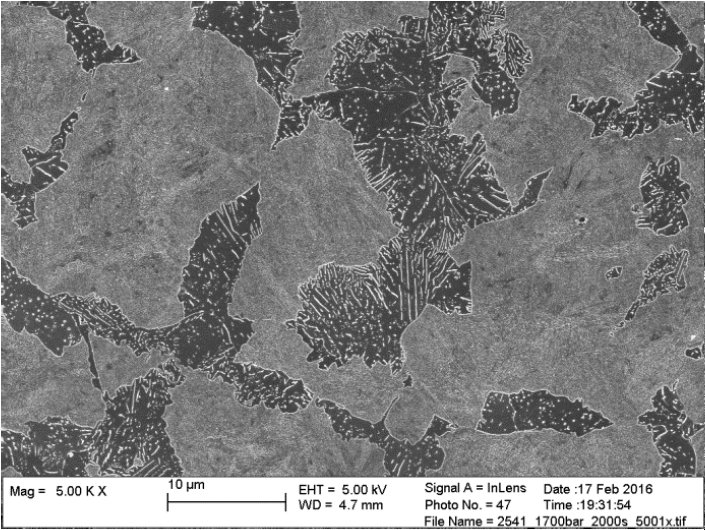 Mag = 5.00 K X
10 µm
EHT = 5.00 kV
WD = 4.7 mm
Signal A = InLens
Photo No. = 47
Date :17 Feb 2016
Time :19:31:54
File Name = 2541_1700bar_2000s_5001x.tif